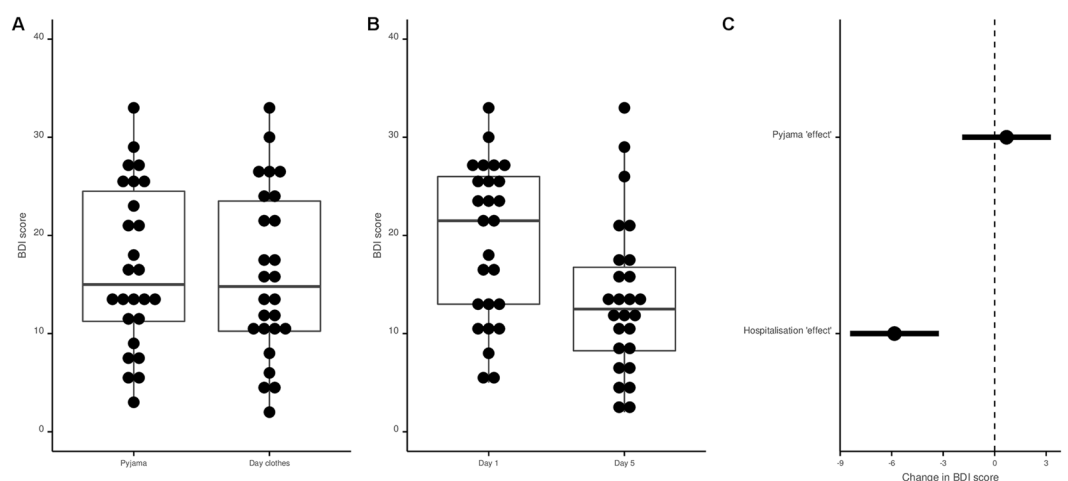 A
BDI score
40
30
20
10
0
Pyjama Day clothes
B
BDI score
40
30
20
10
0
Day 1 Day 5
C
Pyjama 'effect'
Hospitalisation 'effect'
-9 -6 -3 0 3
Change in BDI score